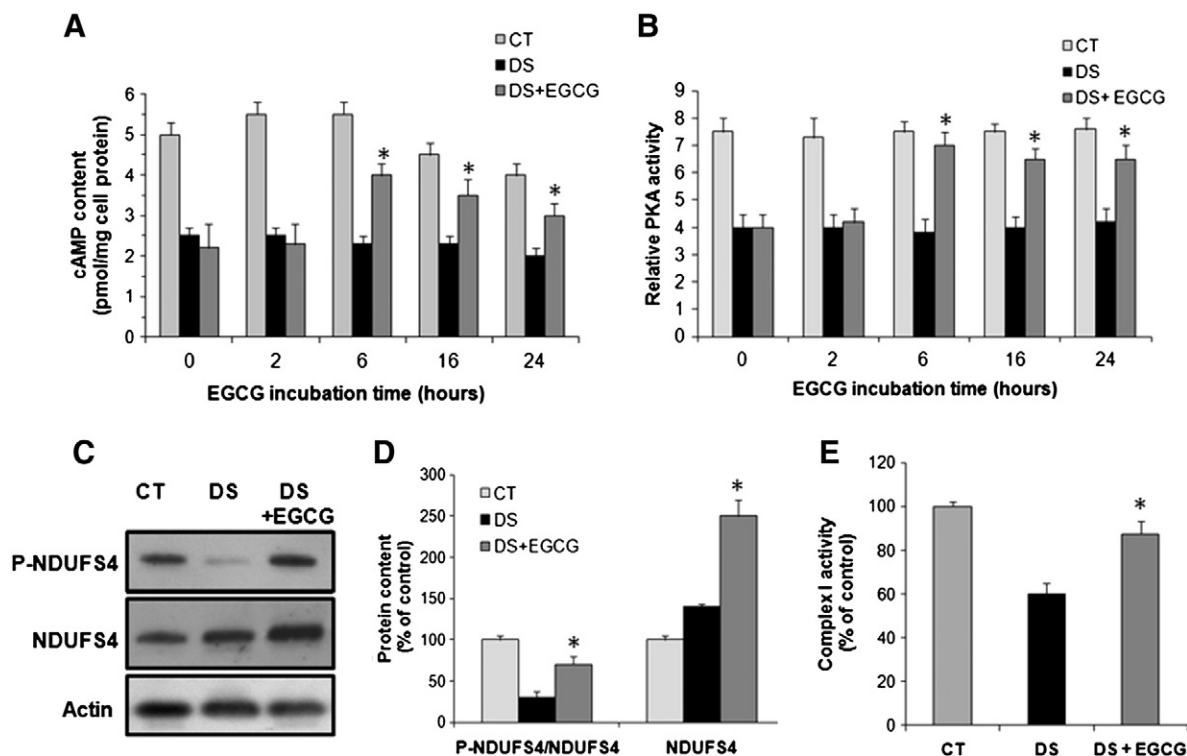 A
CT
DS
DS+EGCG
cAMP content
(pmol/mg cell protein)
6
5
4
3
2
1
0
*
*
*
0 2 6 16 24
EGCG incubation time (hours)
B
CT
DS
DS+ EGCG
Relative PKA activity
9
8
7
6
5
4
3
2
1
0
*
*
*
0 2 6 16 24
EGCG incubation time (hours)
C
CT DS DS
+EGCG
P-NDUFS4
NDUFS4
Actin
D
CT
DS
DS+EGCG
Protein content
(% of control)
300
250
200
150
100
50
0
*
*
P-NDUFS4/NDUFS4 NDUFS4
E
Complex I activity
(% of control)
120
100
80
60
40
20
0
*
CT DS DS + EGCG